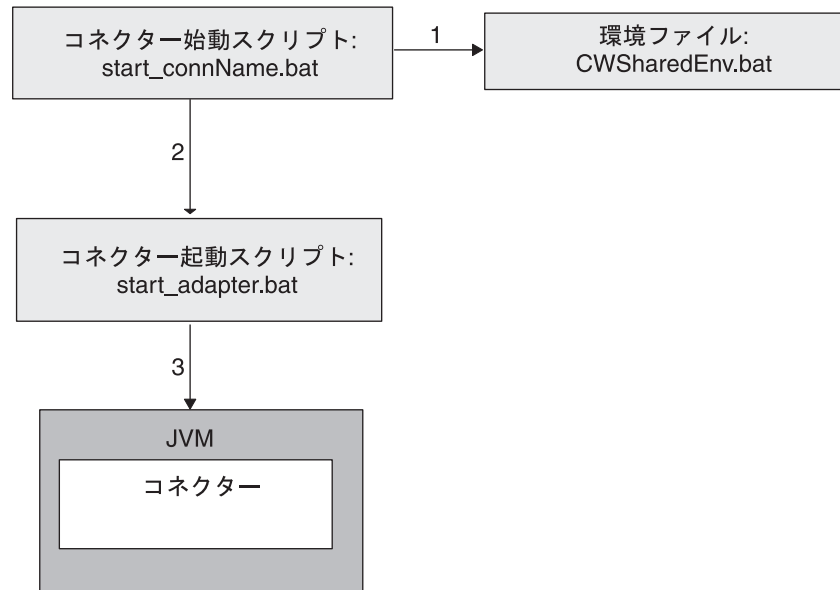 コネクター始動スクリプト:
start_connName.bat
1
環境ファイル:
CWSharedEnv.bat
2
コネクター起動スクリプト:
start_adapter.bat
3
JVM
コネクター